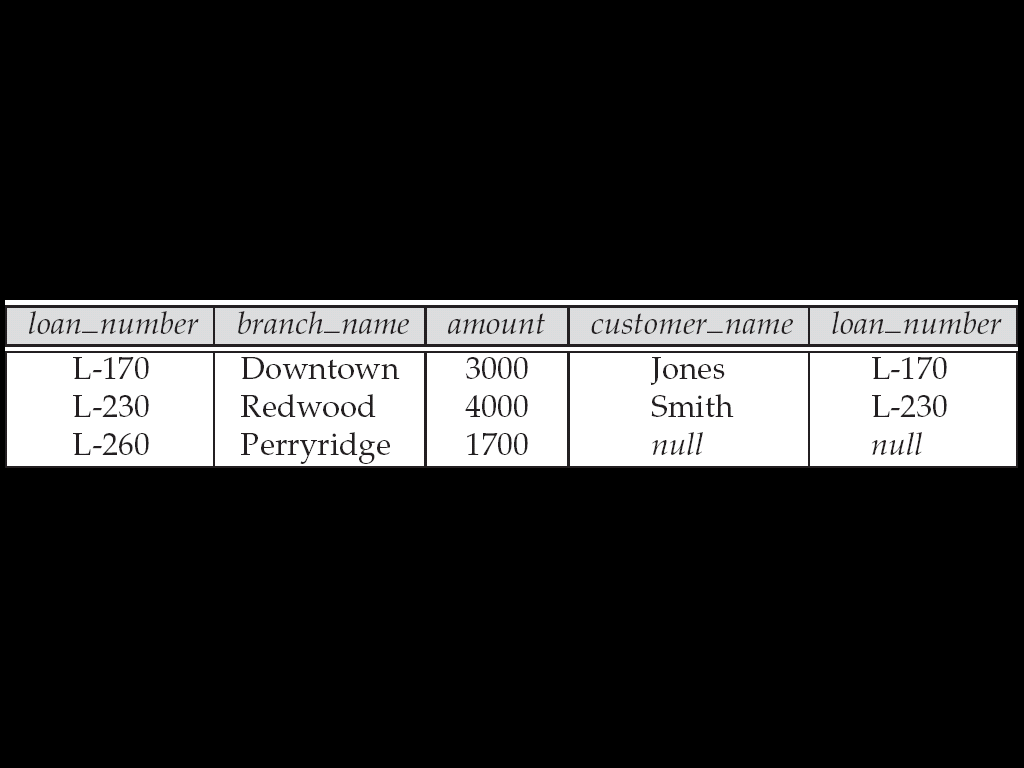 loan_number branch_name amount customer_name loan_number
L-170 Downtown 3000 Jones L-170
L-230 Redwood 4000 Smith L-230
L-260 Perryridge 1700 null null